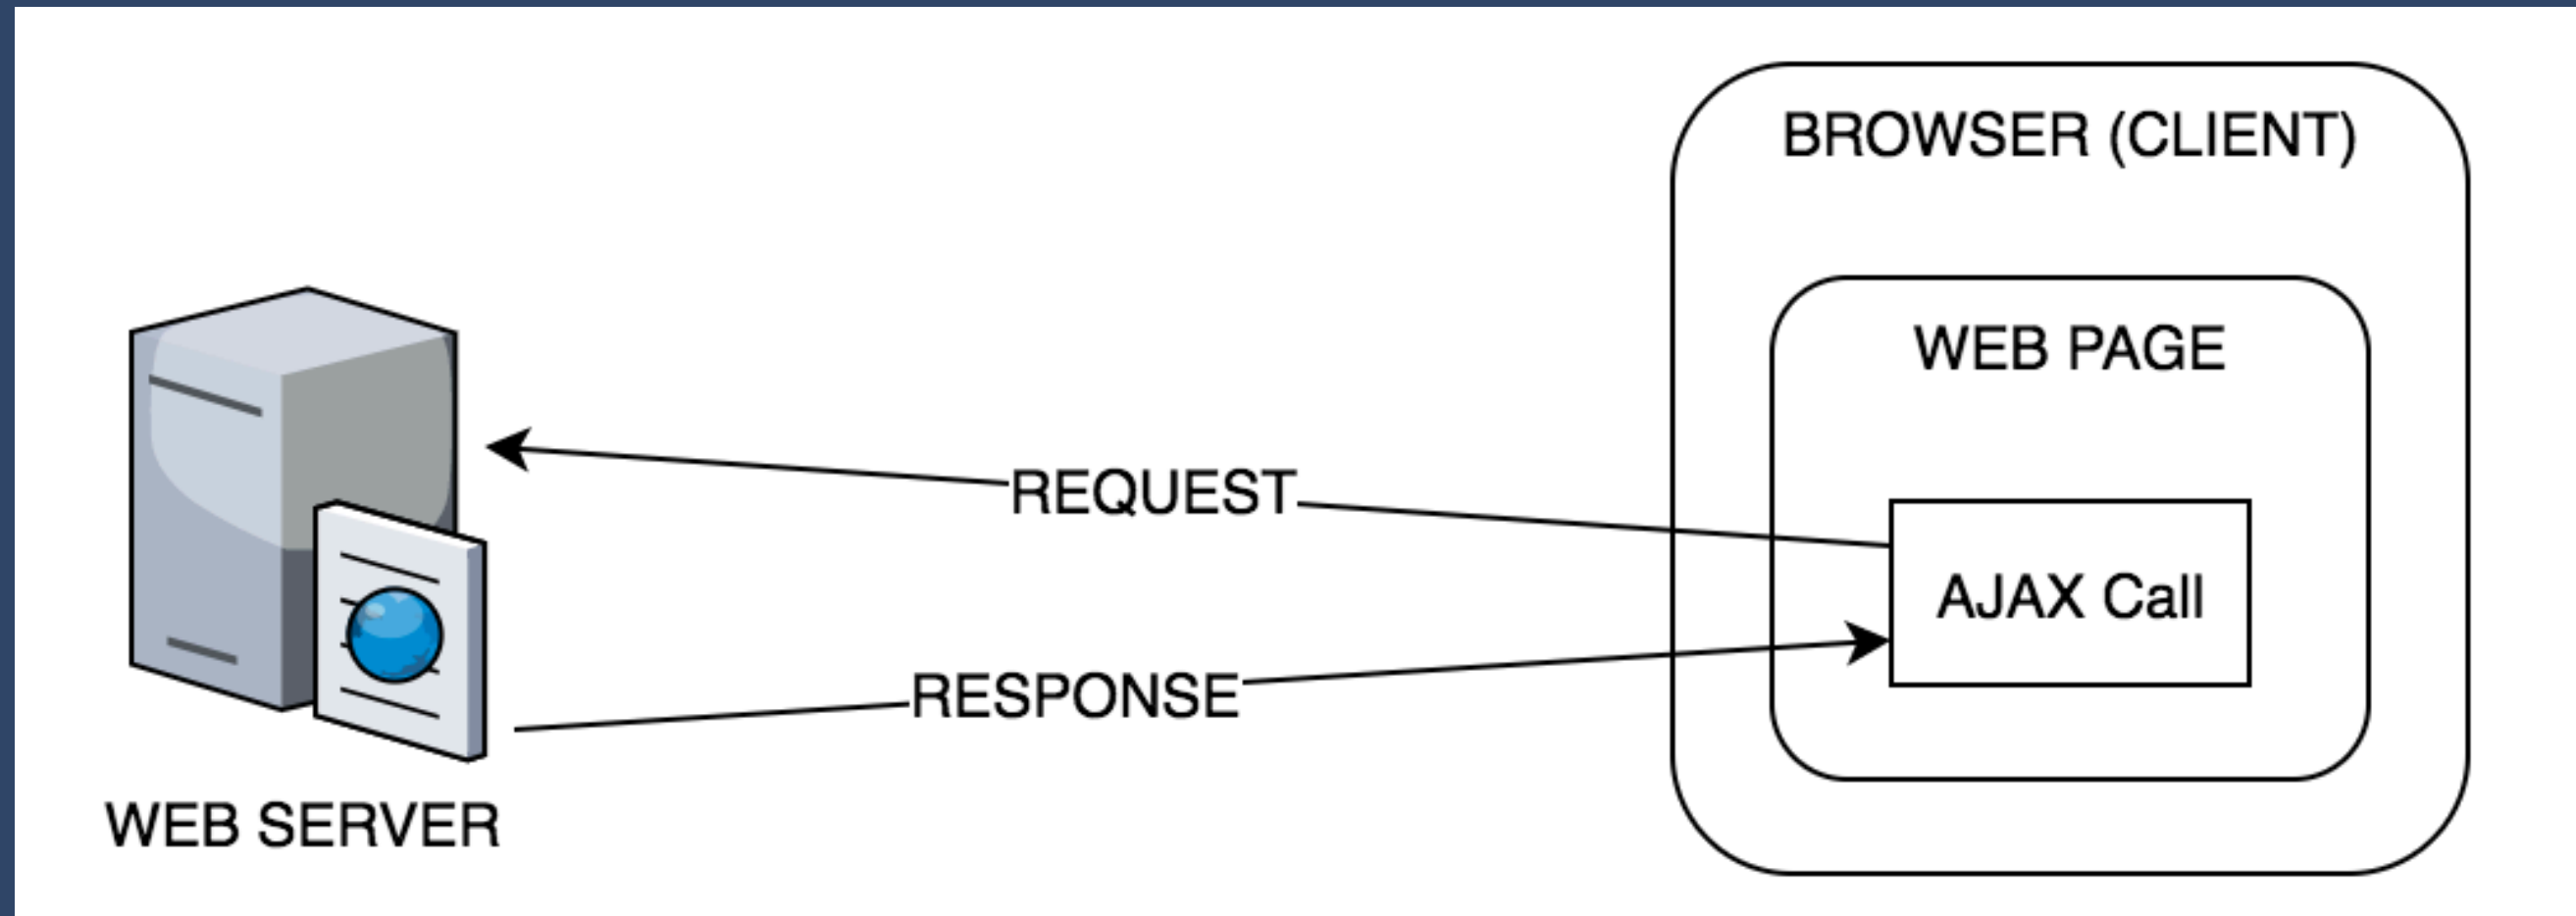 BROWSER (CLIENT)
WEB PAGE
REQUEST
AJAX Call
RESPONSE
WEB SERVER